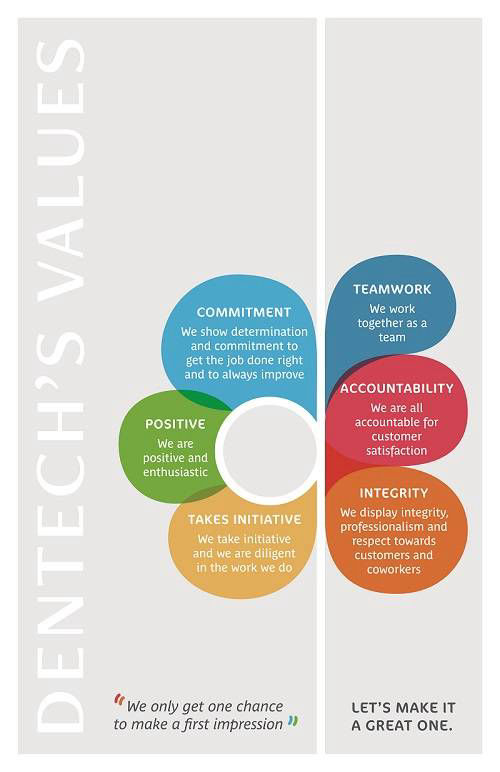 DENTECH'S VALUES
COMMITMENT
We show determination
and commitment to
get the job done right
and to always improve
TEAMWORK
We work
together as a
team
POSITIVE
We are
positive and
enthusiastic
ACCOUNTABILITY
We are all
accountable for
customer
satisfaction
TAKES INITIATIVE
We take initiative
and we are diligent
in the work we do
INTEGRITY
We display integrity,
professionalism and
respect towards
customers and
coworkers
"We only get one chance
to make a first impression"
LET'S MAKE IT
A GREAT ONE.